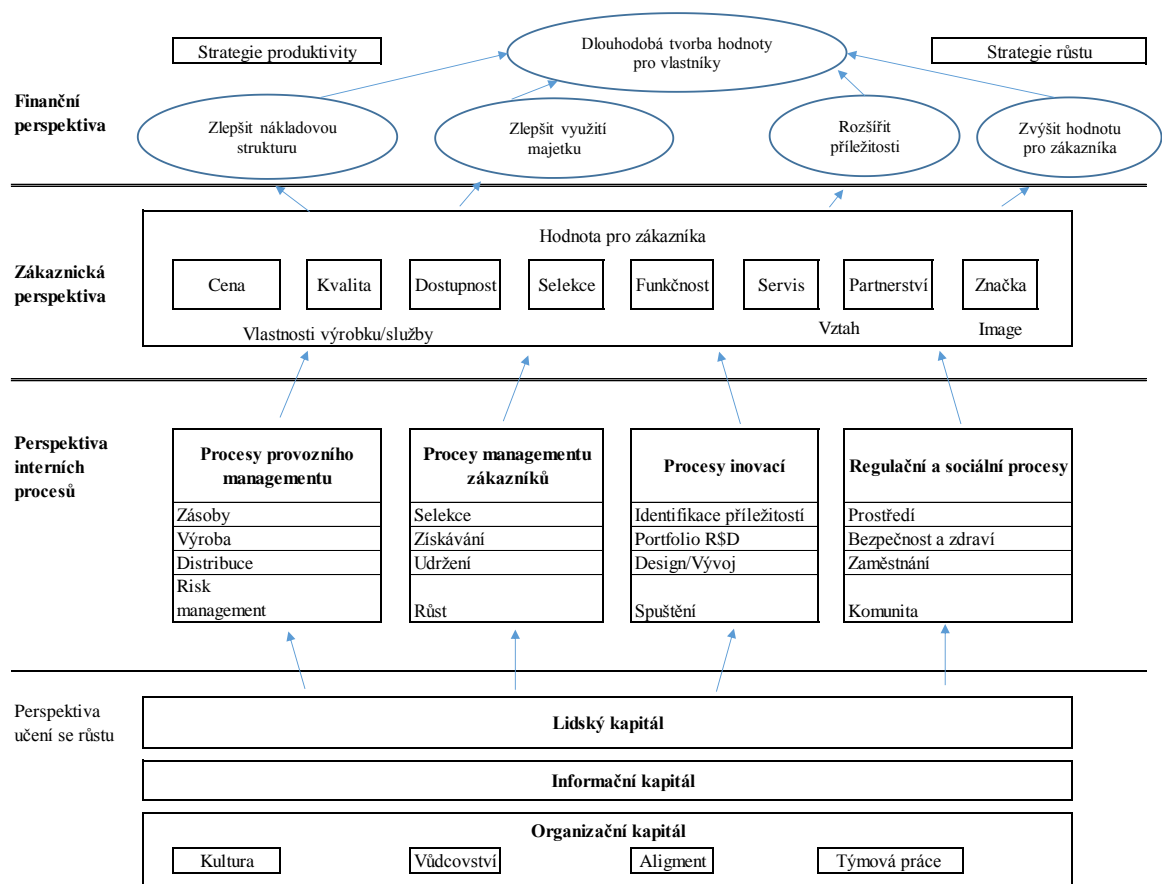 Strategie produktivity
Dlouhodobá tvorba hodnoty
pro vlastníky
Strategie růstu
Finanční
perspektiva
Zlepšit nákladovou
strukturu
Zlepšit využití
majetku
Rozšířit
příležitosti
Zvýšit hodnotu
pro zákazníka
Hodnota pro zákazníka
Zákaznická
perspektiva
Cena
Kvalita
Dostupnost
Selekce
Funkčnost
Servis
Partnerství
Značka
Vlastnosti výrobku/služby
Vztah
Image
Perspektiva
interních
procesů
Procesy provozního
managementu
Zásoby
Výroba
Distribuce
Risk
management
Procey managementu
zákazníků
Selekce
Získávání
Udržení
Růst
Procesy inovací
Identifikace příležitostí
Portfolio R$D
Design/Vývoj
Spuštění
Regulační a sociální procesy
Prostředí
Bezpečnost a zdraví
Zaměstnání
Komunita
Perspektiva
učení se růstu
Lidský kapitál
Informační kapitál
Organizační kapitál
Kultura
Vůdcovství
Aligment
Týmová práce